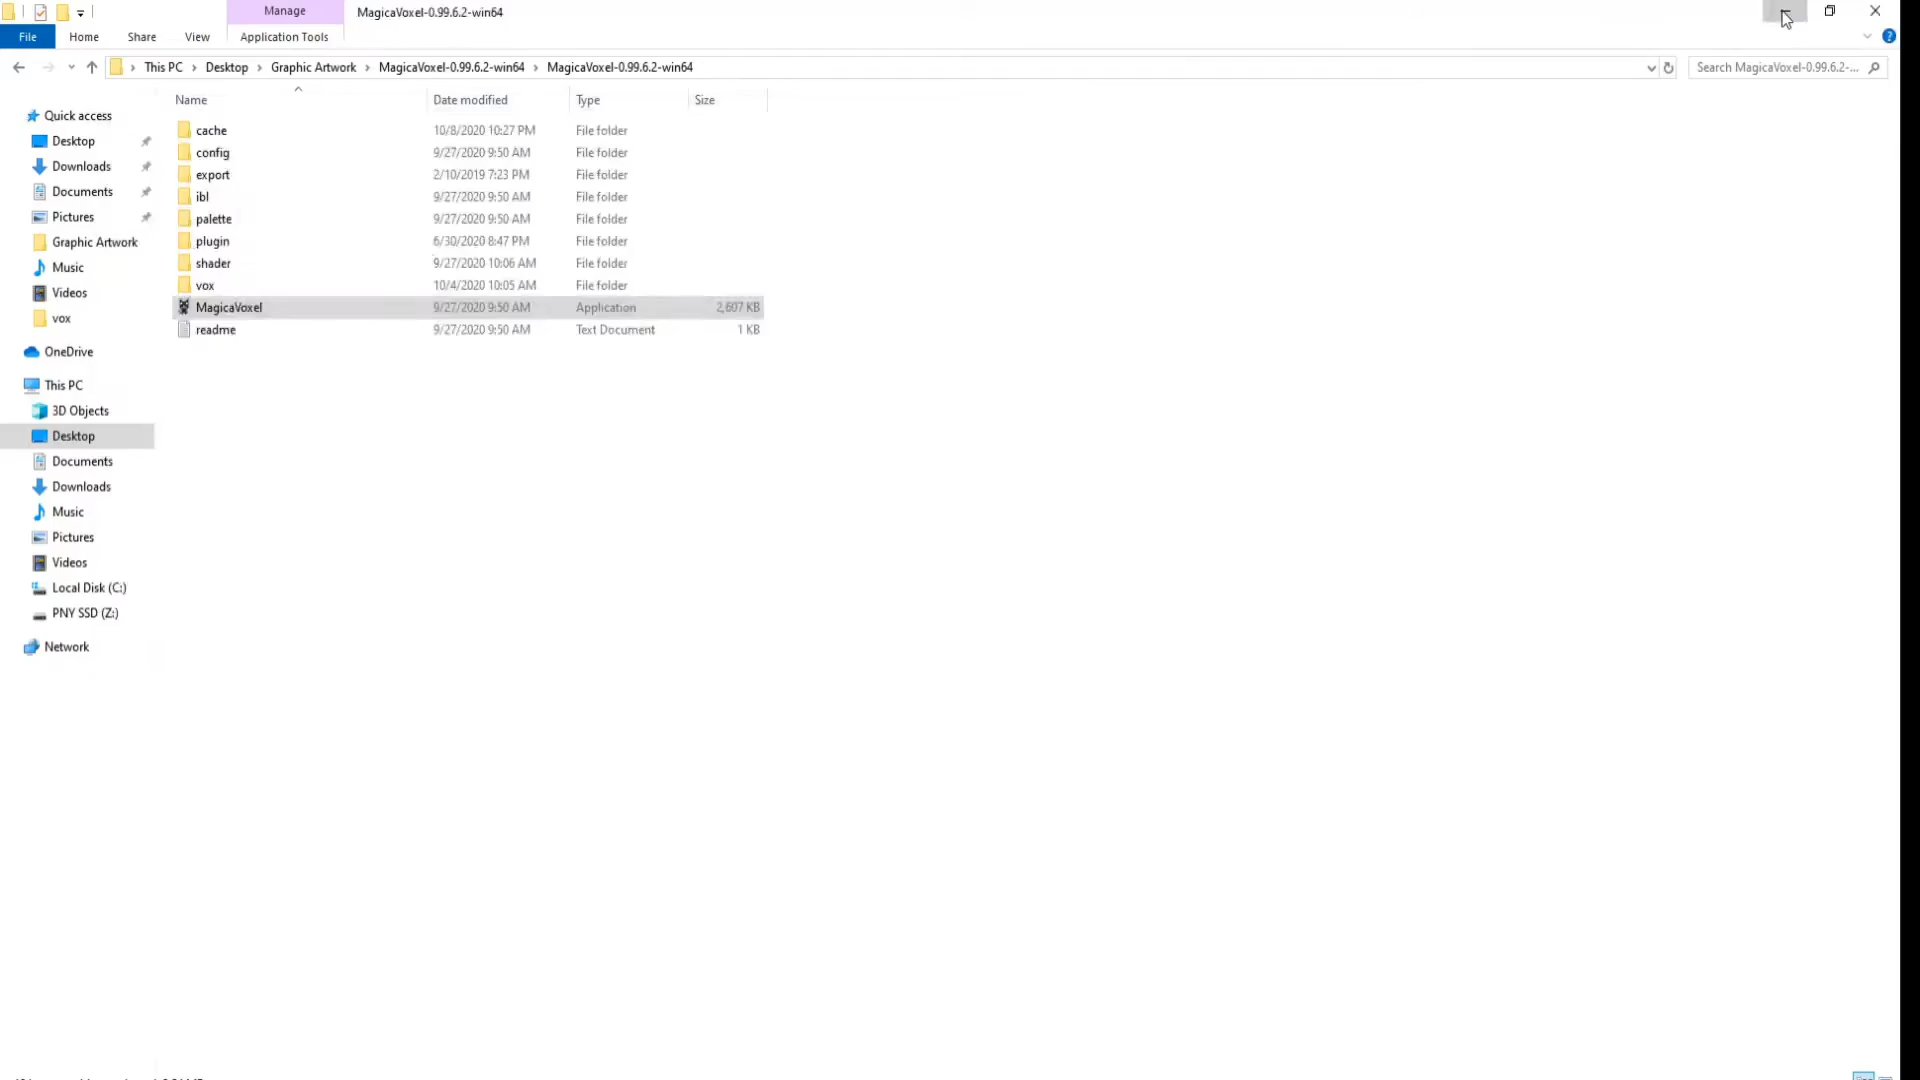 Manage MagicaVoxel-0.99.6.2-win64
File Home Share View Application Tools
This PC Desktop Graphic Artwork MagicaVoxel-0.99.6.2-win64 MagicaVoxel-0.99.6.2-win64 Search MagicaVoxel-0.99.6.2-...
Name Date modified Type Size
Quick access
Desktop
Downloads
Documents
Pictures
Graphic Artwork
Music
Videos
vox
OneDrive
This PC
3D Objects
Desktop
Documents
Downloads
Music
Pictures
Videos
Local Disk (C:)
PNY SSD (Z:)
Network
cache 10/8/2020 10:27 PM File folder
config 9/27/2020 9:50 AM File folder
export 2/10/2019 7:23 PM File folder
ibl 9/27/2020 9:50 AM File folder
palette 9/27/2020 9:50 AM File folder
plugin 6/30/2020 8:47 PM File folder
shader 9/27/2020 10:06 AM File folder
vox 10/4/2020 10:05 AM File folder
MagicaVoxel 9/27/2020 9:50 AM Application 2,607 KB
readme 9/27/2020 9:50 AM Text Document 1 KB